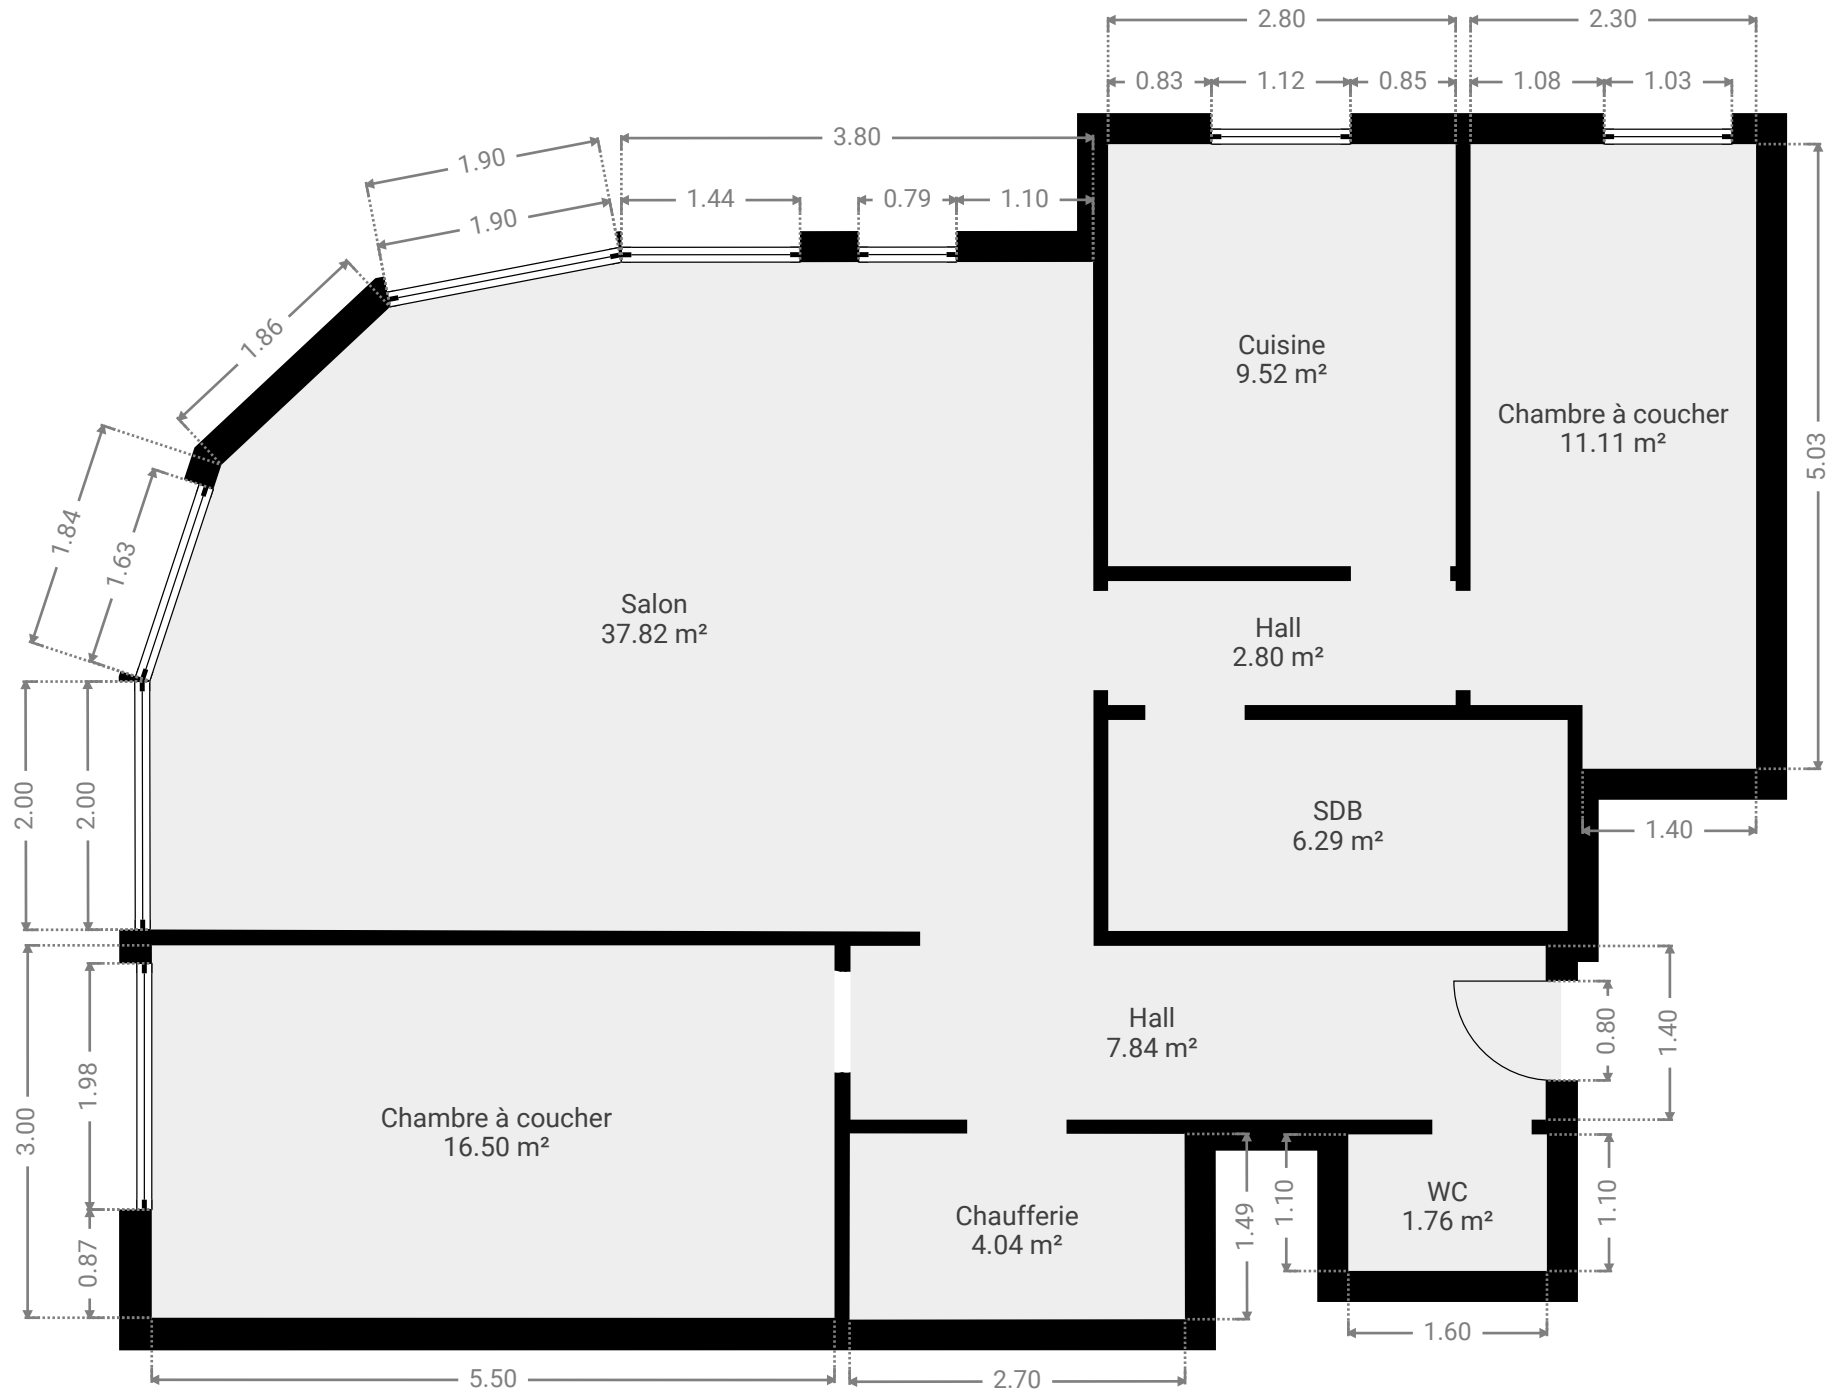 2.80
2.30
0.83
1.12
0.85
1.08
1.03
3.80
1.90
1.44
0.79
1.10
1.90
1.86
Cuisine
9.52 m²
Chambre à coucher
11.11 m²
5.03
1.84
1.63
Salon
37.82 m²
Hall
2.80 m²
2.00
2.00
SDB
6.29 m²
1.40
Hall
7.84 m²
0.80
1.40
1.98
3.00
Chambre à coucher
16.50 m²
Chaufferie
4.04 m²
1.49
1.10
WC
1.76 m²
1.10
0.87
1.60
5.50
2.70